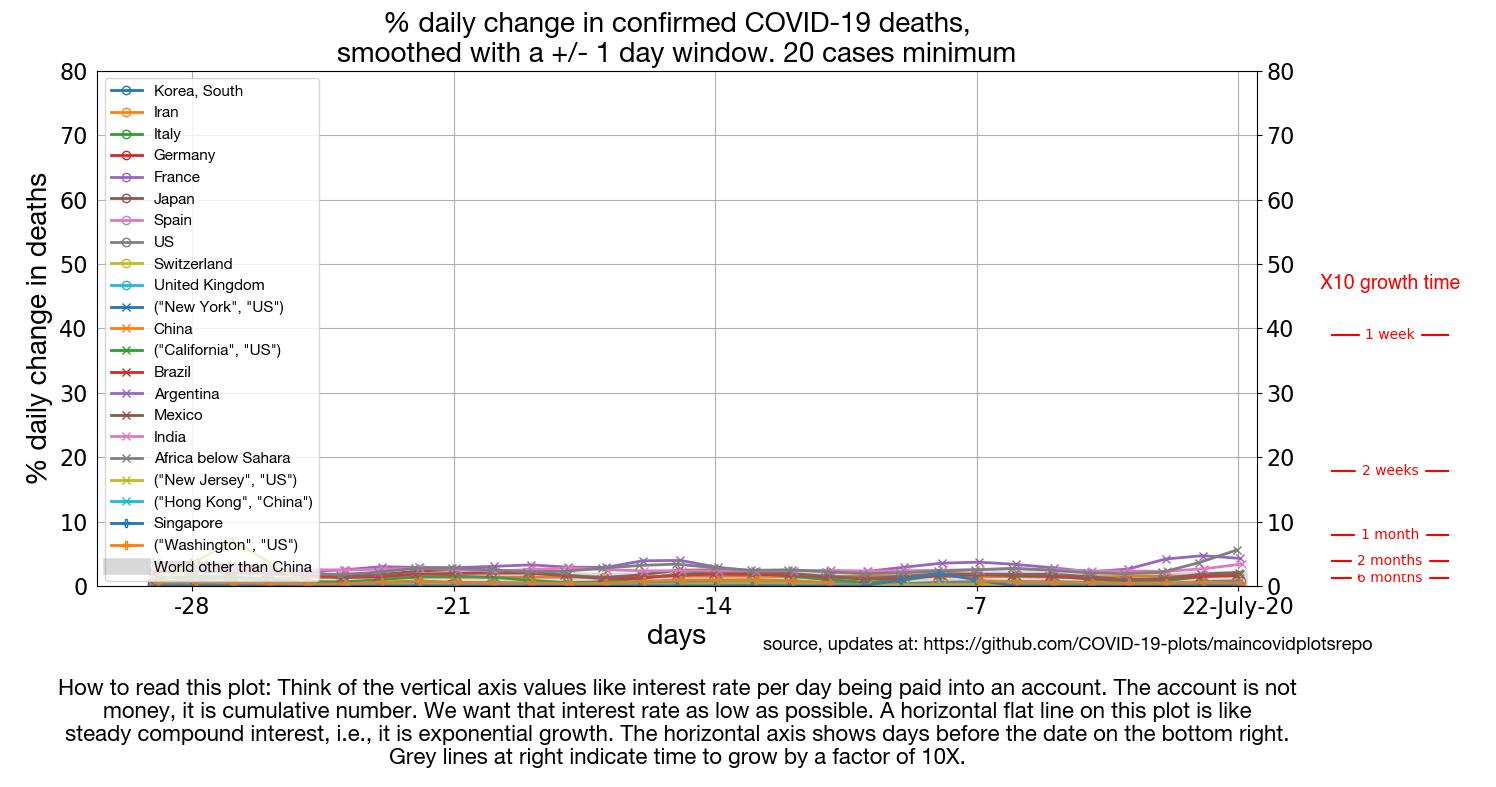 % daily change in confirmed COVID-19 deaths,
smoothed with a +/- 1 day window. 20 cases minimum
80
70
60
50
40
30
20
10
0
% daily change in deaths
Korea, South
Iran
Italy
Germany
France
Japan
Spain
US
Switzerland
United Kingdom
("New York", "US")
China
("California", "US")
Brazil
Argentina
Mexico
India
Africa below Sahara
("New Jersey", "US")
("Hong Kong", "China")
Singapore
("Washington", "US")
World other than China
80
70
60
50
40
30
20
10
0
X10 growth time
1 week
2 weeks
1 month
2 months
6 months
-28
-21
-14
-7
22-July-20
days
source, updates at: https://github.com/COVID-19-plots/maincovidplotsrepo
How to read this plot: Think of the vertical axis values like interest rate per day being paid into an account. The account is not
money, it is cumulative number. We want that interest rate as low as possible. A horizontal flat line on this plot is like
steady compound interest, i.e., it is exponential growth. The horizontal axis shows days before the date on the bottom right.
Grey lines at right indicate time to grow by a factor of 10X.